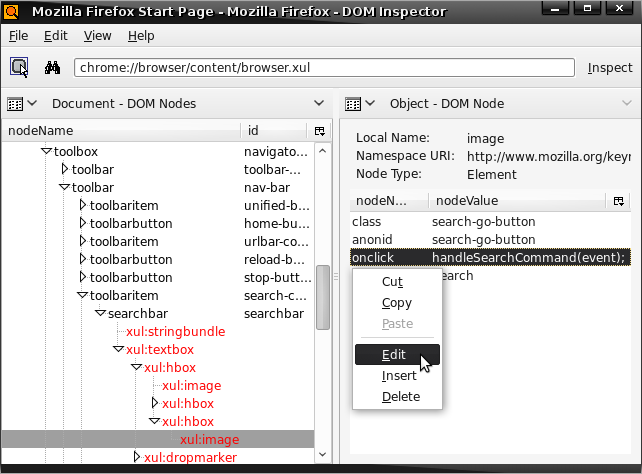 Mozilla Firefox Start Page - Mozilla Firefox - DOM Inspector
File Edit View Help
chrome://browser/content/browser.xul Inspect
Document - DOM Nodes
nodeName id
toolbox navigato...
toolbar toolbar-...
toolbar nav-bar
toolbaritem unified-b...
toolbarbutton home-bu...
toolbaritem urlbar-co...
toolbarbutton reload-b...
toolbarbutton stop-butt...
toolbaritem search-c...
searchbar searchbar
xul:stringbundle
xul:textbox
xul:hbox
xul:image
xul:hbox
xul:hbox
xul:image
xul:dropmarker
Object - DOM Node
Local Name: image
Namespace URI: http://www.mozilla.org/keyr
Node Type: Element
nodeN... nodeValue
class search-go-button
anonid search-go-button
onclick handleSearchCommand(event);
search
Cut
Copy
Paste
Edit
Insert
Delete